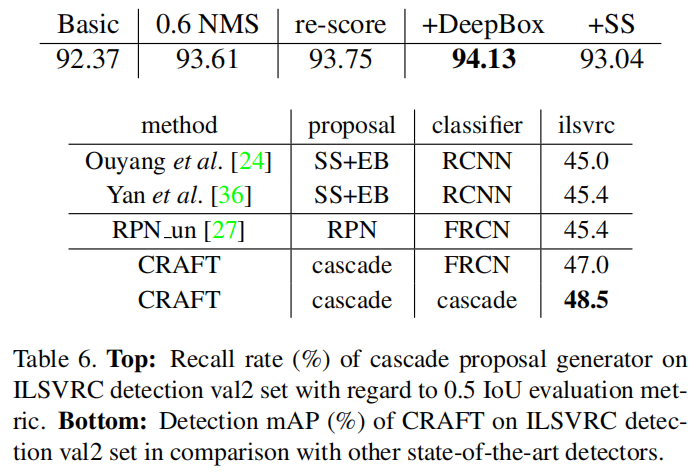 Basic 0.6 NMS re-score +DeepBox +SS
92.37 93.61 93.75 94.13 93.04
method proposal classifier ilsvrc
Ouyang et al. [24] SS+EB RCNN 45.0
Yan et al. [36] SS+EB RCNN 45.4
RPN_un [27] RPN FRCN 45.4
CRAFT cascade FRCN 47.0
CRAFT cascade cascade 48.5
Table 6. Top: Recall rate (%) of cascade proposal generator on
ILSVRC detection val2 set with regard to 0.5 IoU evaluation met-
ric. Bottom: Detection mAP (%) of CRAFT on ILSVRC detec-
tion val2 set in comparison with other state-of-the-art detectors.